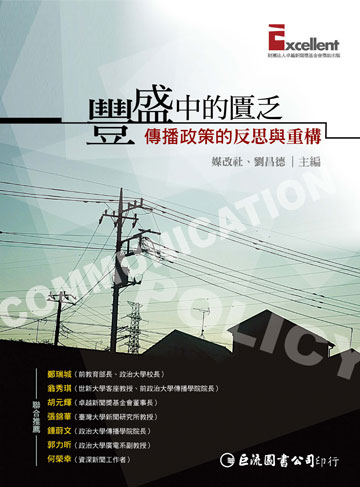 Excellent
財團法人卓越新聞獎基金會獎助出版
豐盛中的匱乏
傳播政策的反思與重構
媒改社、劉昌德｜主編
COMMUNICATION
POLICY
聯合推薦
鄭瑞城(前教育部長、政治大學校長)
翁秀琪(世新大學客座教授、前政治大學傳播學院院長)
胡元輝(卓越新聞獎基金會董事長)
張錦華(臺灣大學新聞研究所教授)
鍾蔚文(政治大學傳播學院院長)
郭力昕(政治大學廣電系副教授)
何榮幸(資深新聞工作者)
巨流圖書公司印行